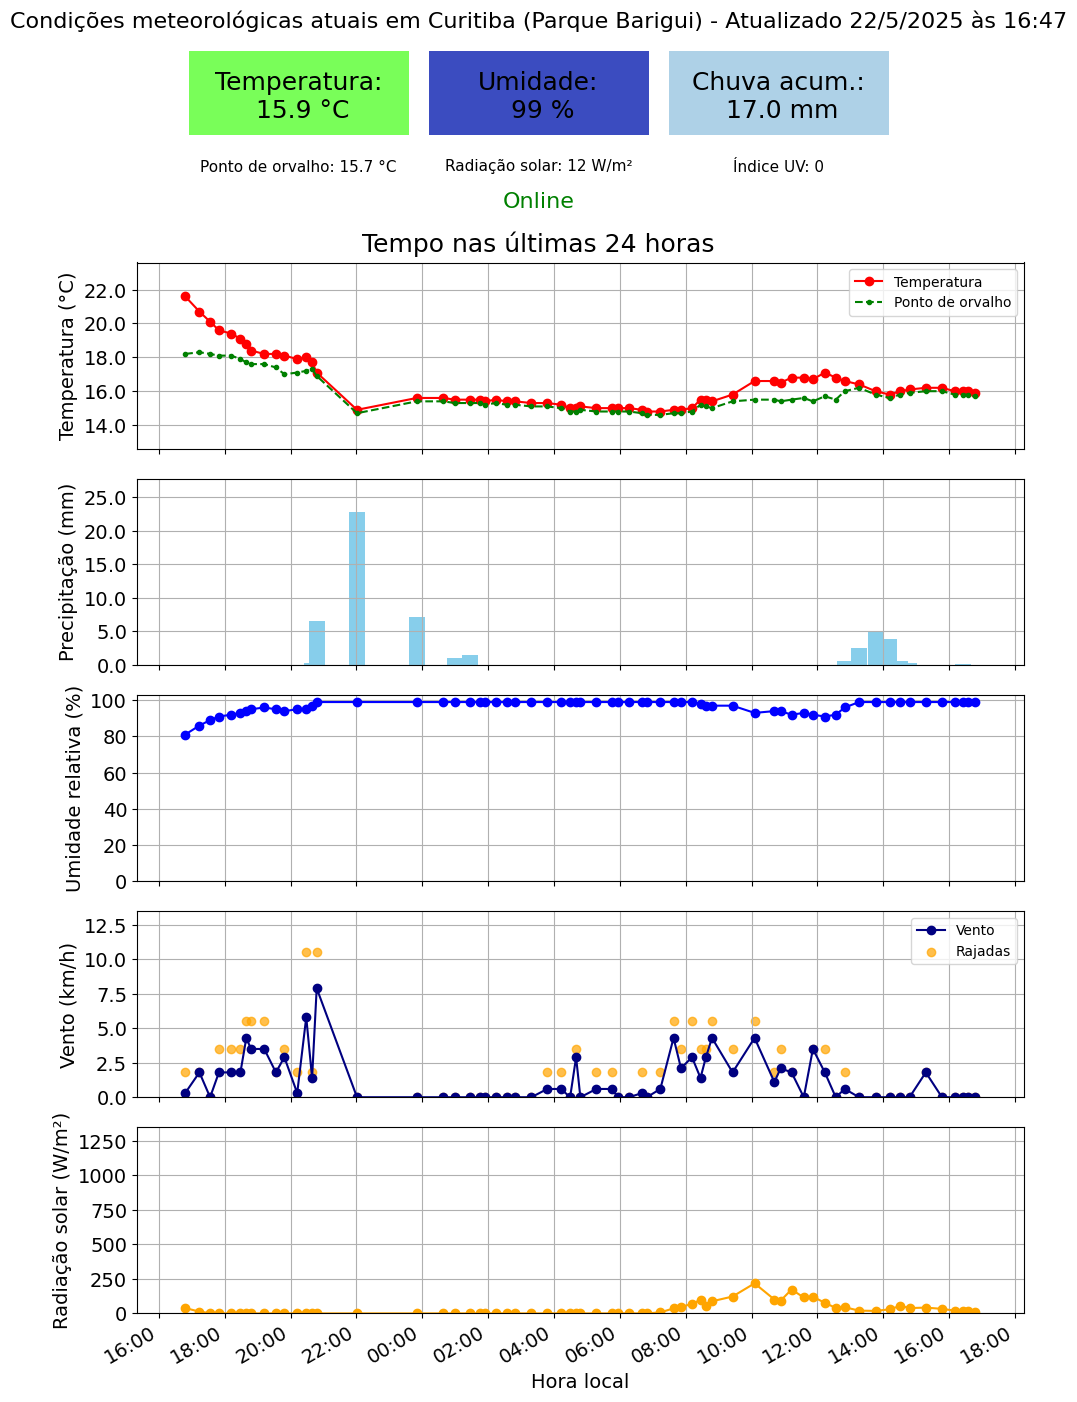 Condições meteorológicas atuais em Curitiba (Parque Barigui) - Atualizado 22/5/2025 às 16:47
Temperatura:
15.9 °C
Umidade:
99 %
Chuva acum.:
17.0 mm
Ponto de orvalho: 15.7 °C
Radiação solar: 12 W/m²
Índice UV: 0
Online
Tempo nas últimas 24 horas
Temperatura (°C)
22.0
20.0
18.0
16.0
14.0
Temperatura
Ponto de orvalho
Precipitação (mm)
25.0
20.0
15.0
10.0
5.0
0.0
Umidade relativa (%)
100
80
60
40
20
0
Vento (km/h)
12.5
10.0
7.5
5.0
2.5
0.0
Vento
Rajadas
Radiação solar (W/m²)
1250
1000
750
500
250
0
16:00
18:00
20:00
22:00
00:00
02:00
04:00
06:00
08:00
10:00
12:00
14:00
16:00
18:00
Hora local